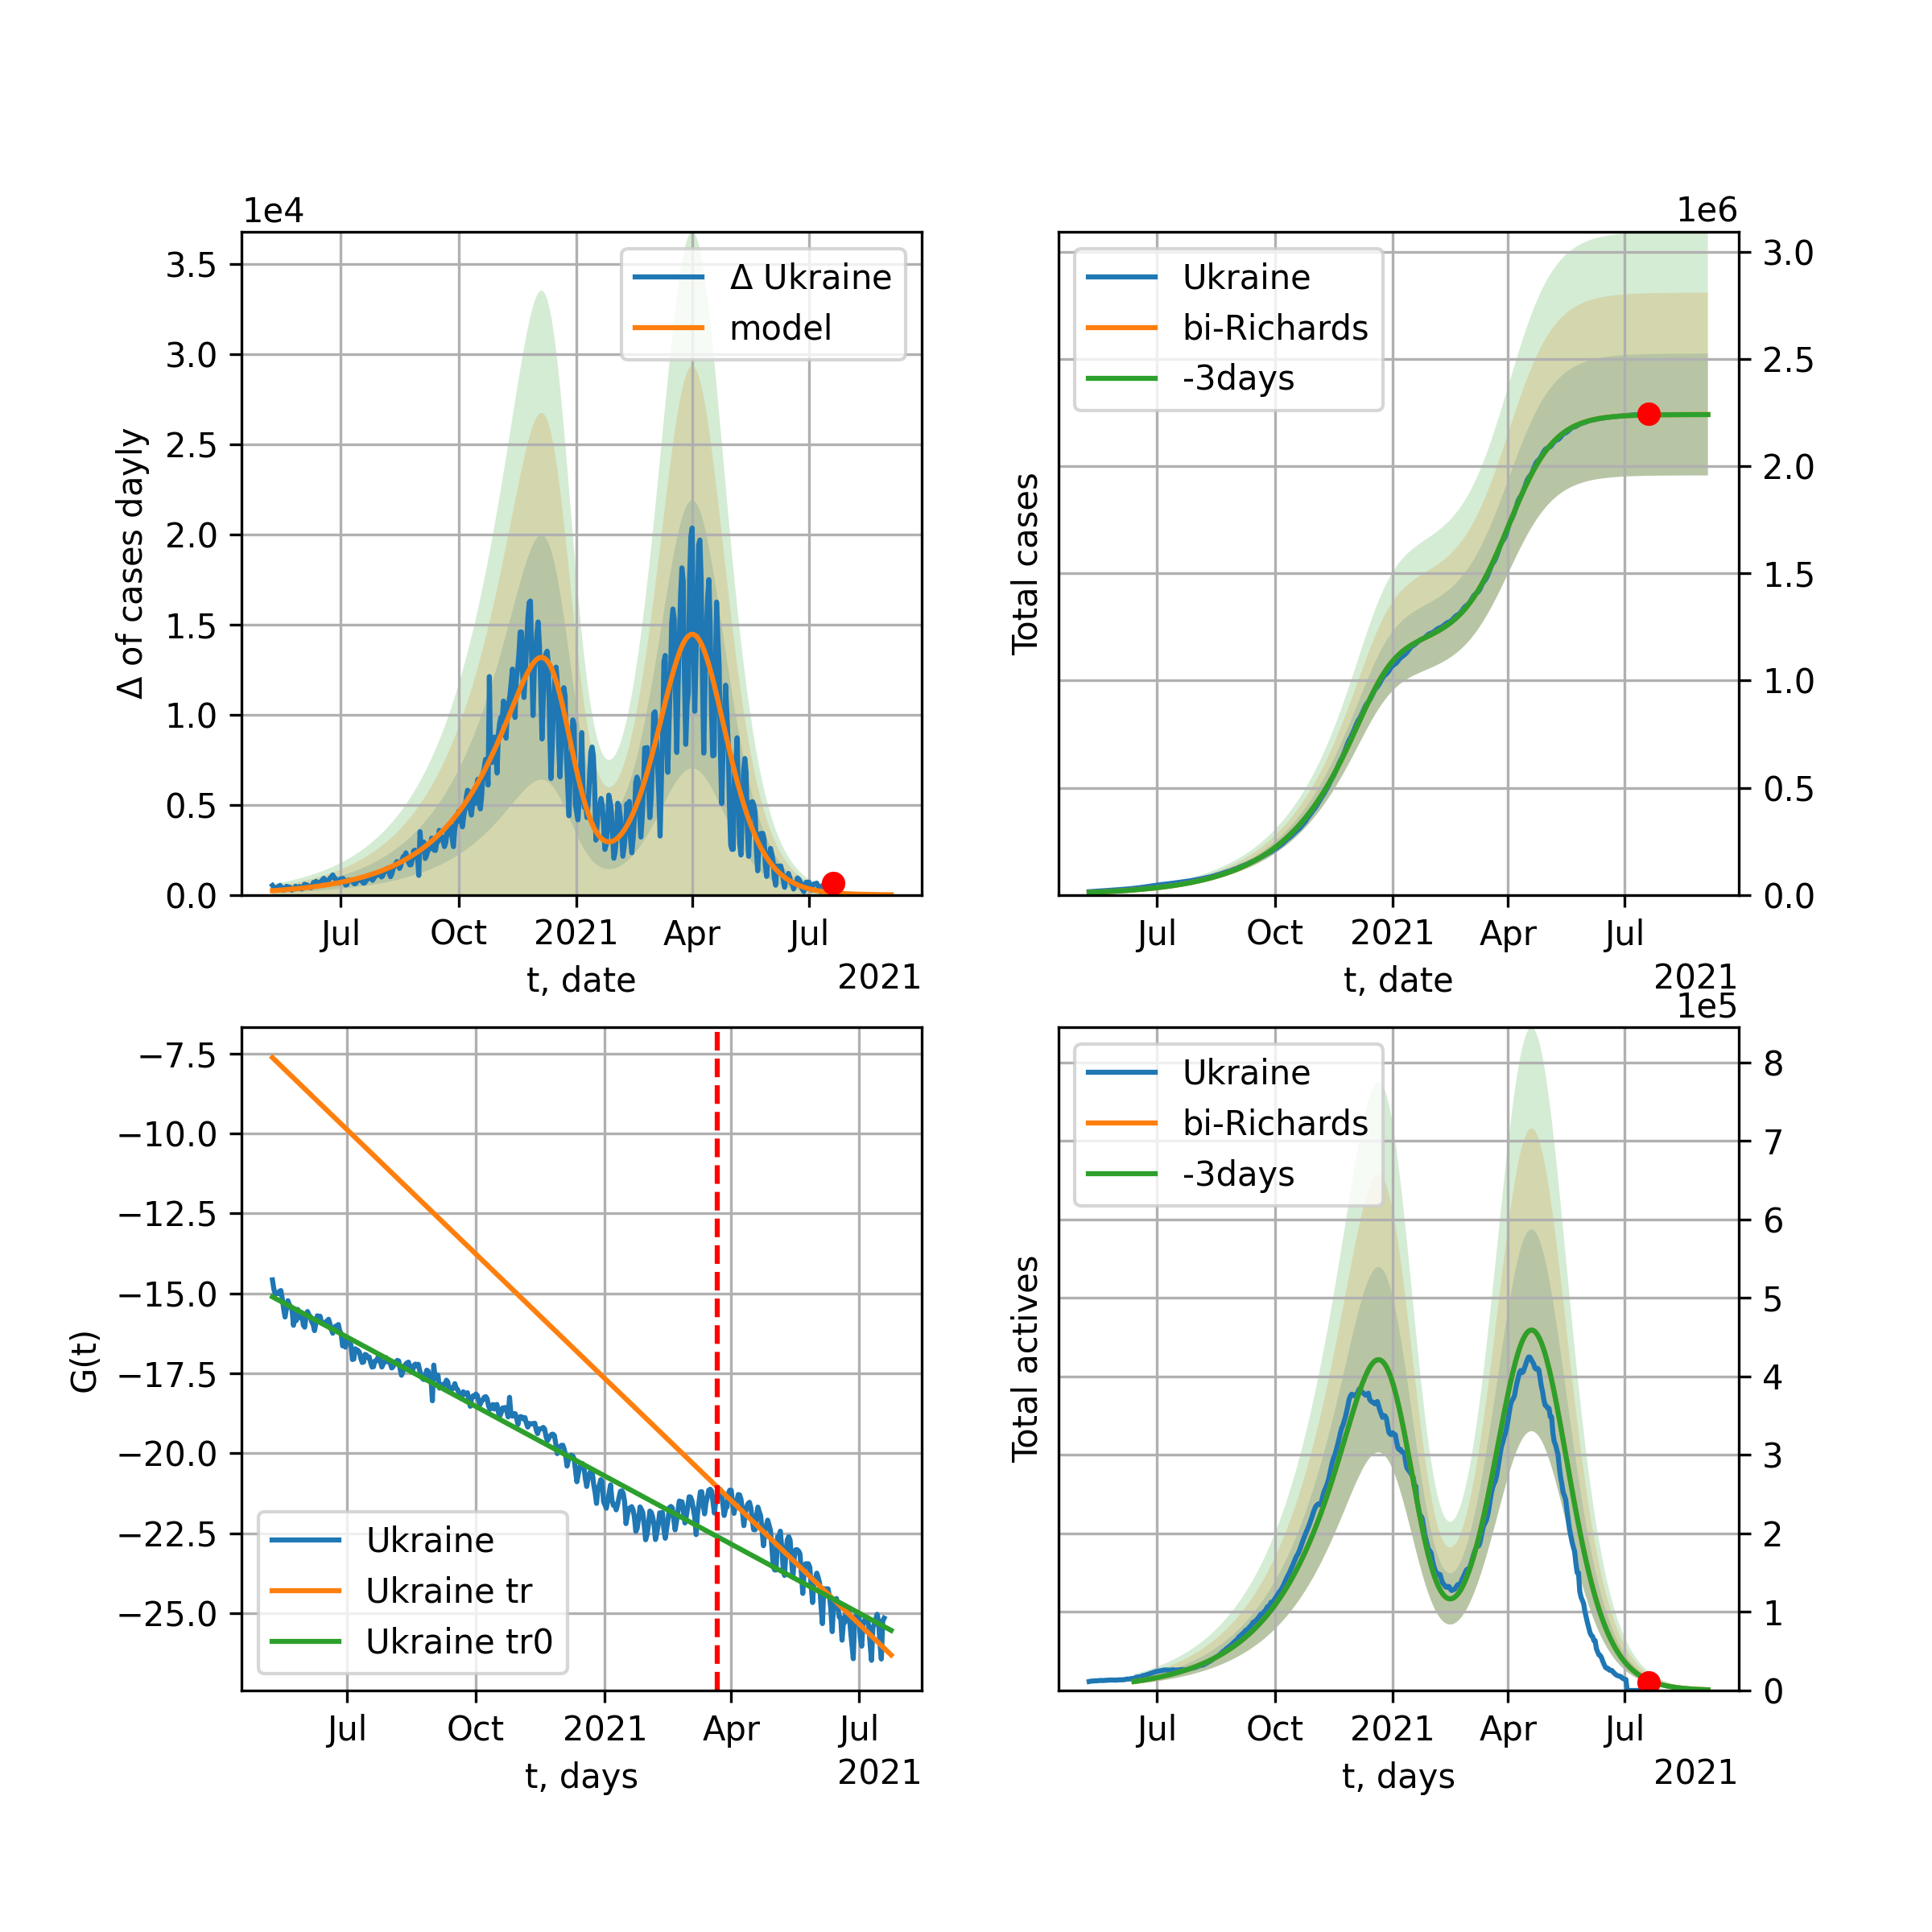 1e4
3.5
3.0
2.5
2.0
1.5
1.0
0.5
0.0
Δ of cases dayly
Δ Ukraine
model
Jul Oct 2021 Apr Jul
t, date
2021
1e6
Ukraine
bi-Richards
-3days
Total cases
3.0
2.5
2.0
1.5
1.0
0.5
0.0
Jul Oct 2021 Apr Jul
t, date
2021
−7.5
−10.0
−12.5
−15.0
−17.5
−20.0
−22.5
−25.0
G(t)
Ukraine
Ukraine tr
Ukraine tr0
Jul Oct 2021 Apr Jul
t, days
2021
1e5
Ukraine
bi-Richards
-3days
Total actives
8
7
6
5
4
3
2
1
0
Jul Oct 2021 Apr Jul
t, days
2021